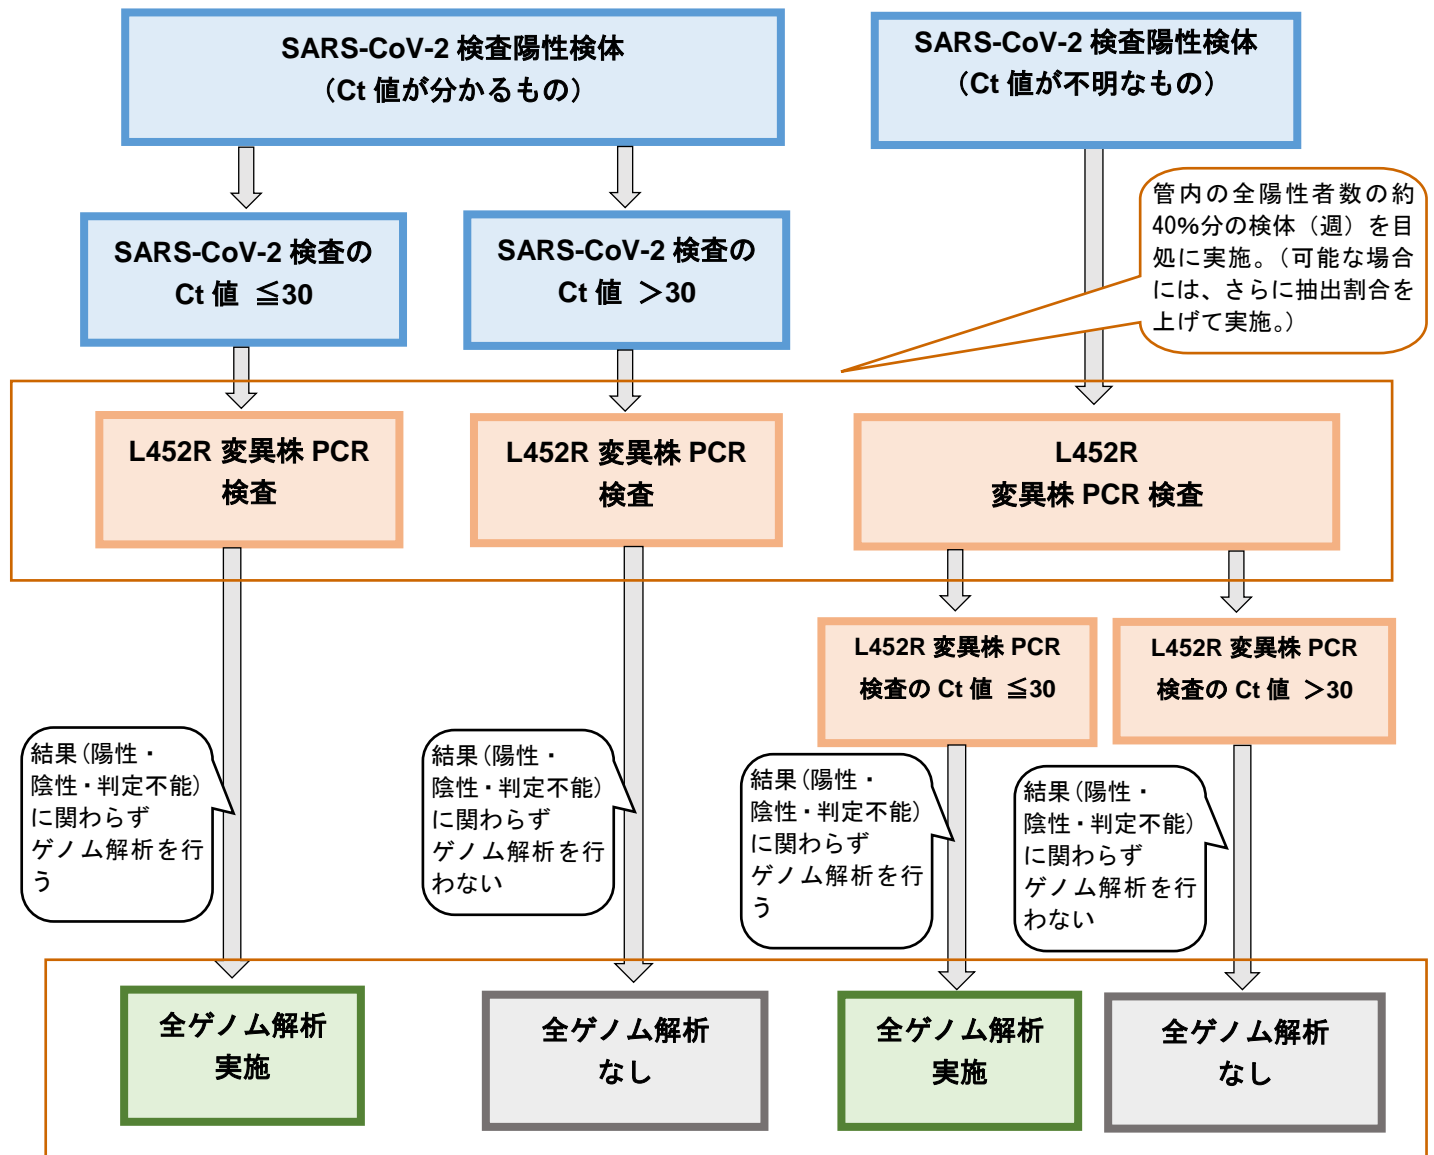 SARS-CoV-2 検査陽性検体
（Ct 値が分かるもの）
SARS-CoV-2 検査陽性検体
（Ct 値が不明なもの）
管内の全陽性者数の約
40%分の検体（週）を目
処に実施。（可能な場合
には、さらに抽出割合を
上げて実施。）
SARS-CoV-2 検査の
Ct 値 ≦30
SARS-CoV-2 検査の
Ct 値 ＞30
L452R 変異株 PCR
検査
L452R 変異株 PCR
検査
L452R
変異株 PCR 検査
L452R 変異株 PCR
検査の Ct 値 ≦30
L452R 変異株 PCR
検査の Ct 値 ＞30
結果（陽性・
陰性・判定不能）
に関わらず
ゲノム解析を行
う
結果（陽性・
陰性・判定不能）
に関わらず
ゲノム解析を行
わない
結果（陽性・
陰性・判定不能）
に関わらず
ゲノム解析を行
う
結果（陽性・
陰性・判定不能）
に関わらず
ゲノム解析を行
わない
全ゲノム解析
実施
全ゲノム解析
なし
全ゲノム解析
実施
全ゲノム解析
なし